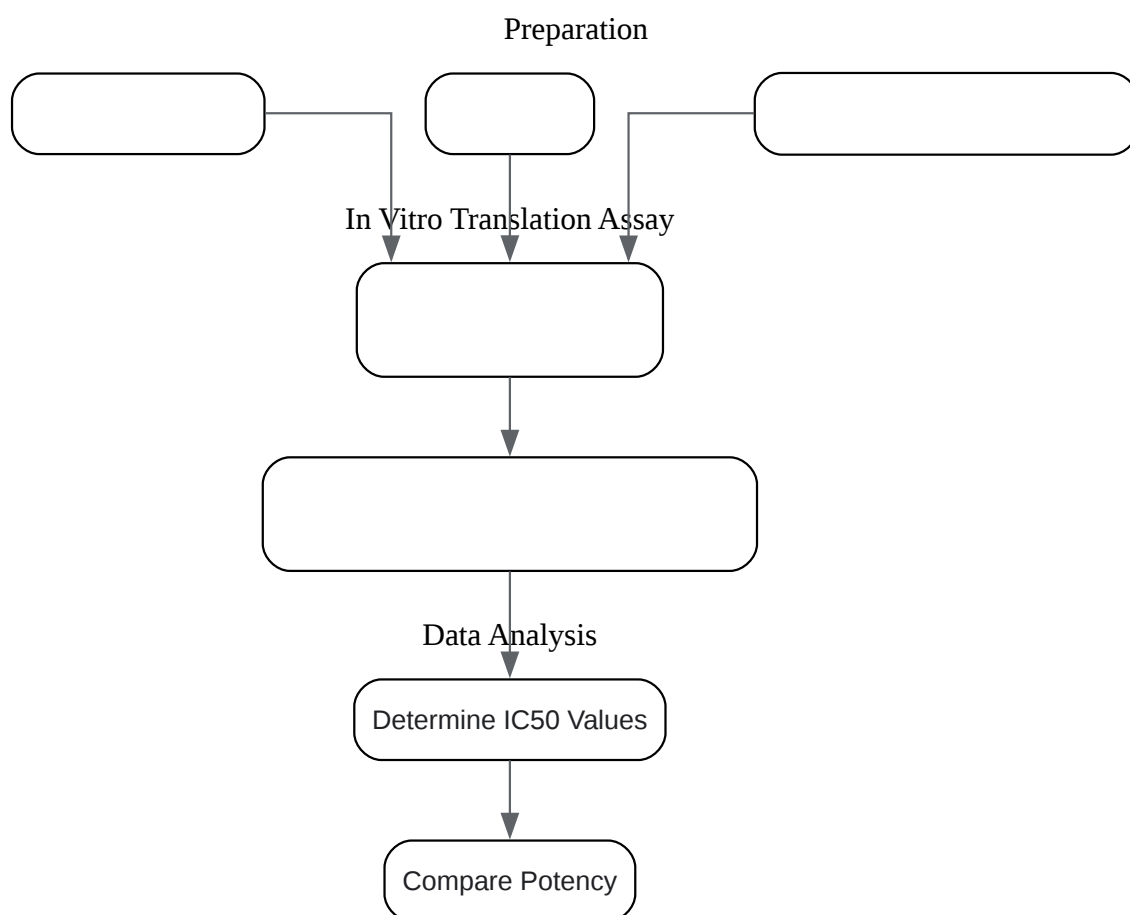 Preparation
In Vitro Translation Assay
Data Analysis
Determine IC50 Values
Compare Potency